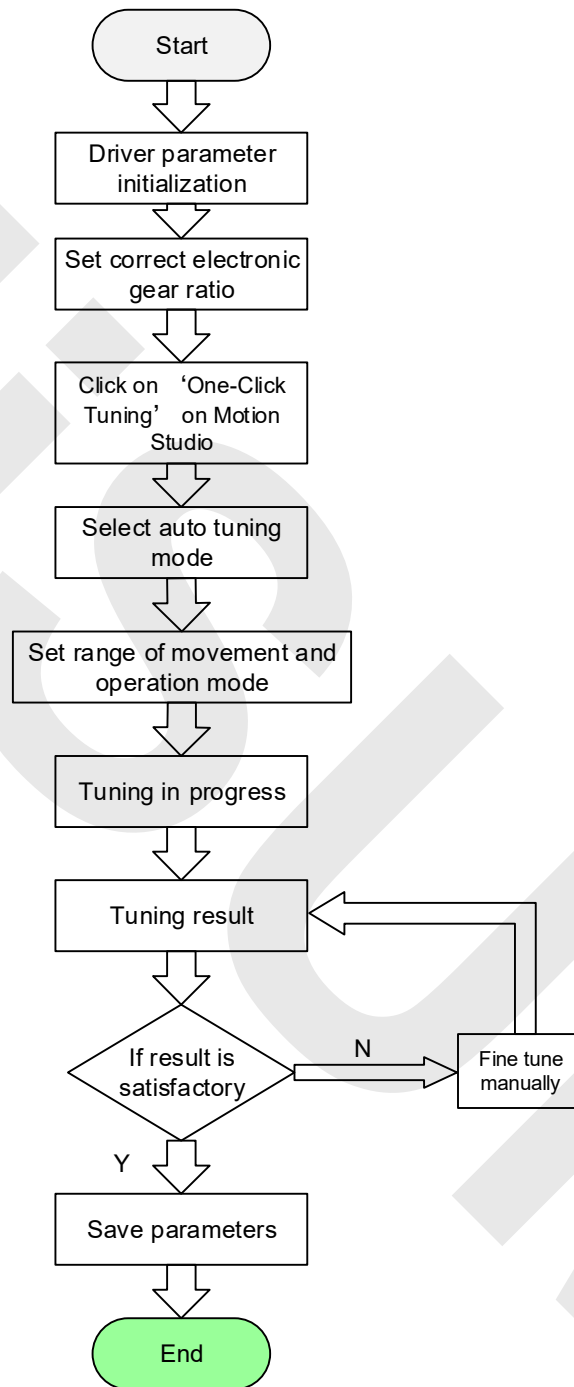 Start
Driver parameter
initialization
Set correct electronic
gear ratio
Click on ‘One-Click
Tuning’ on Motion
Studio
Select auto tuning
mode
Set range of movement and
operation mode
Tuning in progress
Tuning result
If result is
satisfactory
N
Fine tune
manually
Y
Save parameters
End